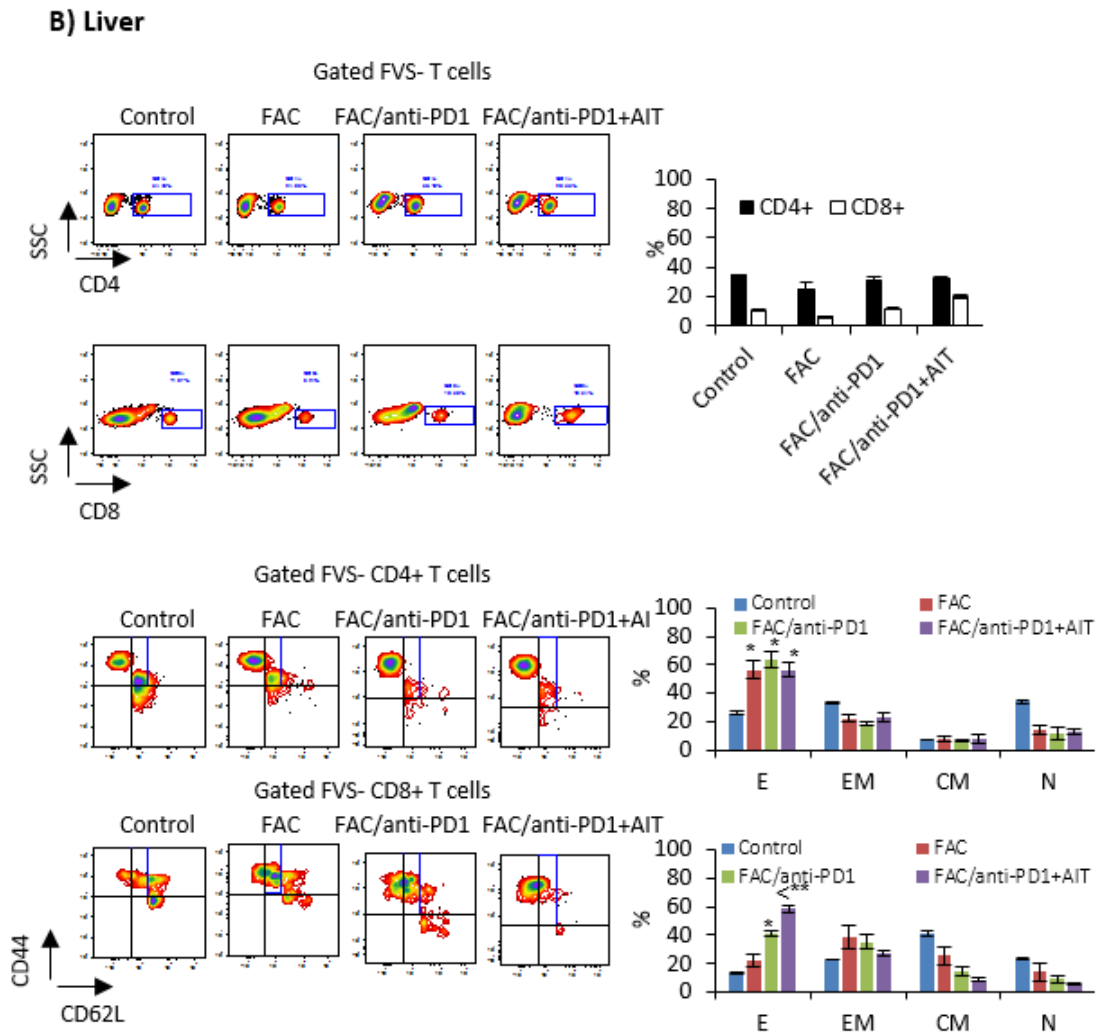 B) Liver
Gated FVS- T cells
Control FAC FAC/anti-PD1 FAC/anti-PD1+AIT
SSC
CD4
SSC
CD8
100
80
60
40
20
0
%
CD4+ CD8+
Control
FAC
FAC/anti-PD1
FAC/anti-PD1+AIT
Gated FVS- CD4+ T cells
Control FAC FAC/anti-PD1 FAC/anti-PD1+AI
100
80
60
40
20
0
%
Control FAC
FAC/anti-PD1 FAC/anti-PD1+AIT
* * *
E EM CM N
Gated FVS- CD8+ T cells
Control FAC FAC/anti-PD1 FAC/anti-PD1+AIT
CD44
CD62L
100
80
60
40
20
0
%
Control FAC
FAC/anti-PD1 FAC/anti-PD1+AIT
* <**
E EM CM N